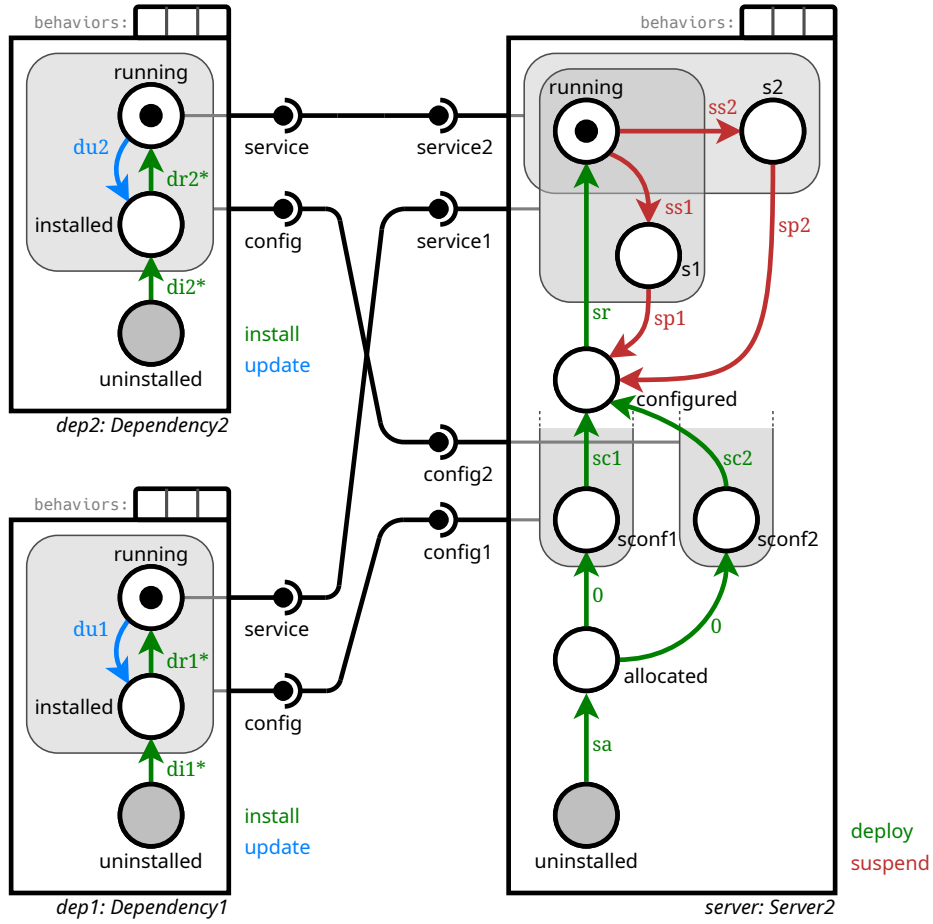 behaviors:
running
du2
dr2*
installed
di2*
uninstalled
dep2: Dependency2
install
update
service
config
behaviors:
running
du1
dr1*
installed
di1*
uninstalled
dep1: Dependency1
install
update
service
config
service2
service1
config2
config1
behaviors:
running
s2
ss2
ss1
s1
sp2
sr
sp1
configured
sc1
sc2
sconf1
sconf2
0
0
allocated
sa
uninstalled
deploy
suspend
server: Server2